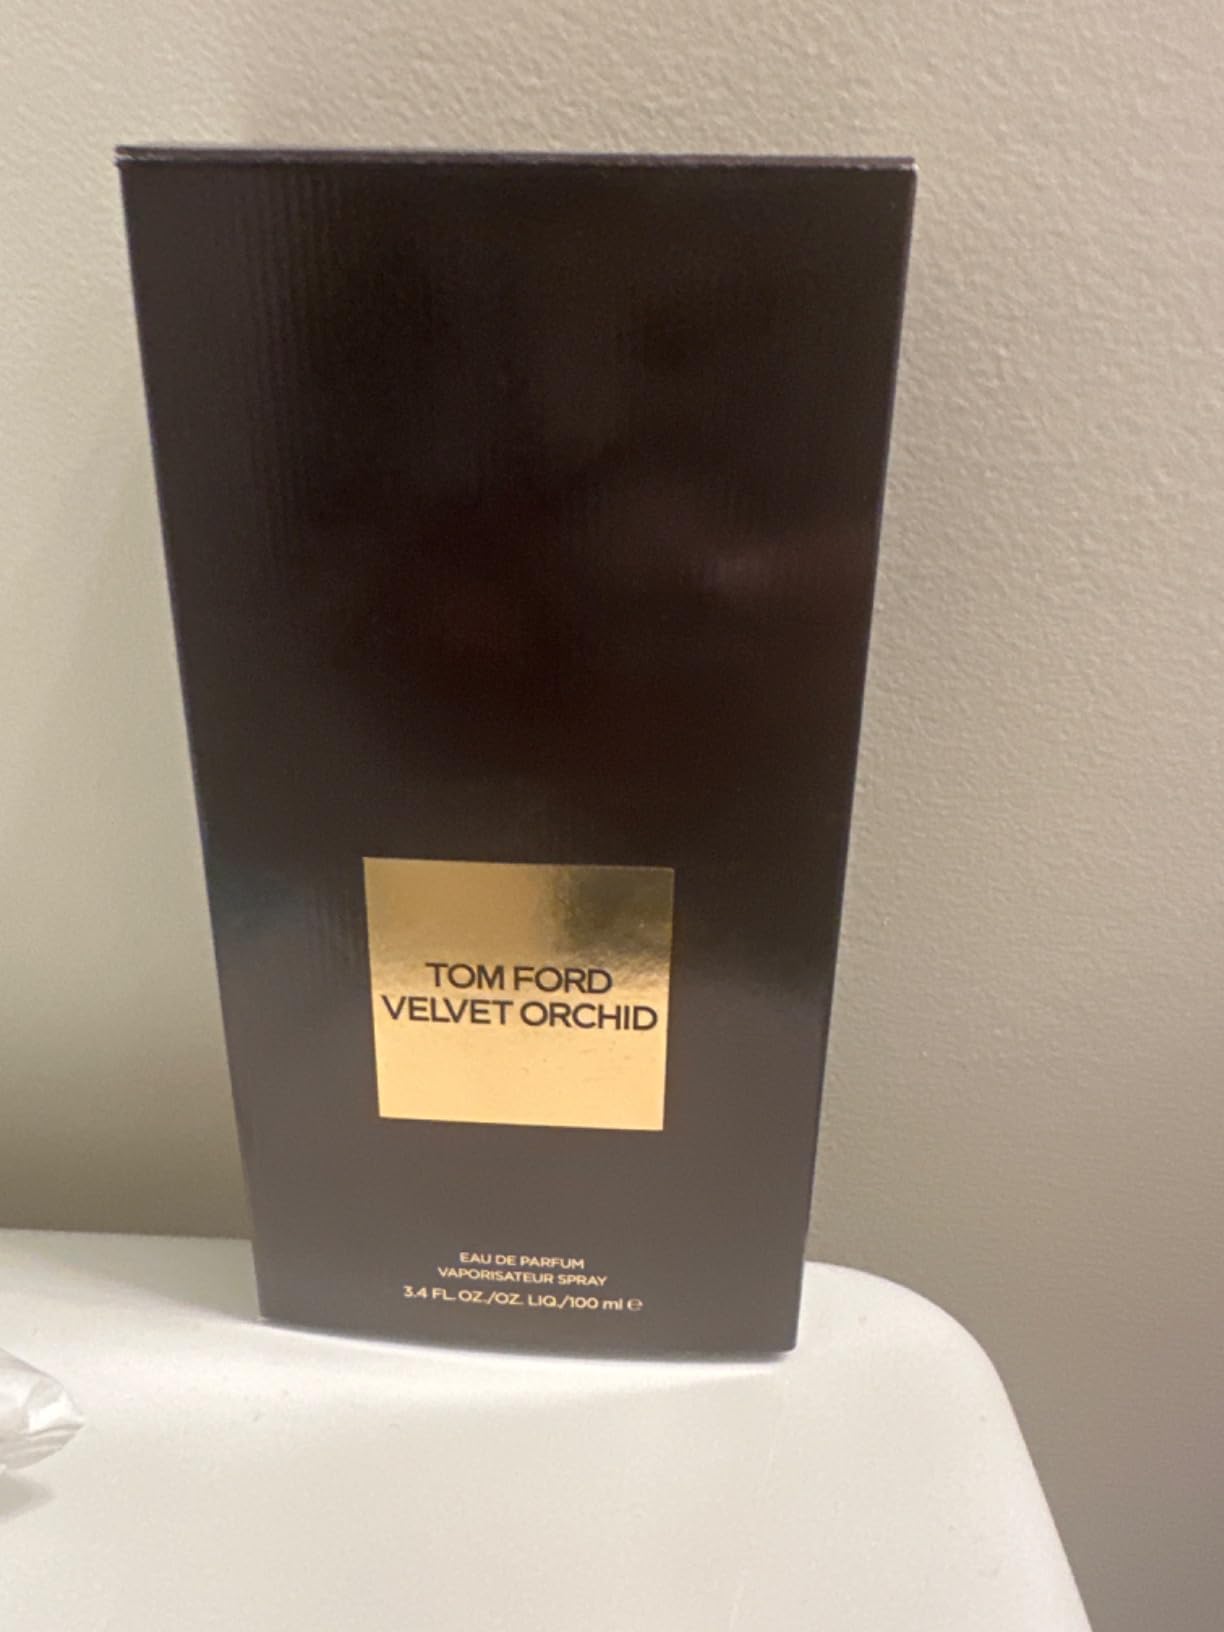 TOM FORD
VELVET ORCHID
EAU DE PARFUM
VAPORISATEUR SPRAY
3.4 FL. OZ./OZ. LIQ./100 ml ℮